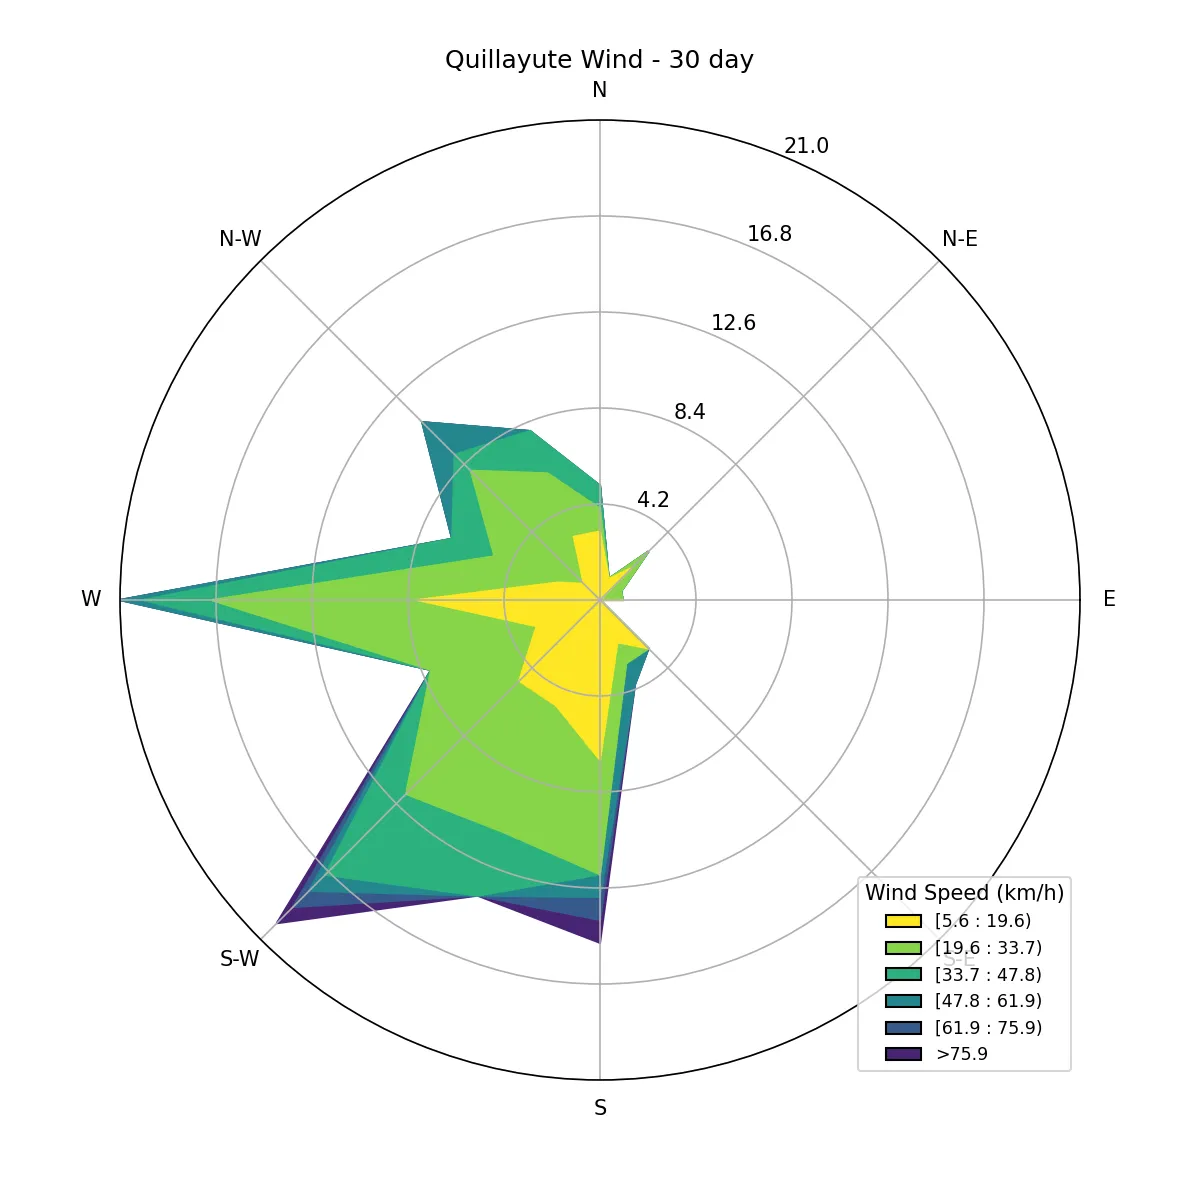 Quillayute Wind - 30 day
N
21.0
16.8
N-W
N-E
12.6
8.4
4.2
W
E
S-W
S-E
Wind Speed (km/h)
[5.6 : 19.6)
[19.6 : 33.7)
[33.7 : 47.8)
[47.8 : 61.9)
[61.9 : 75.9)
>75.9
S